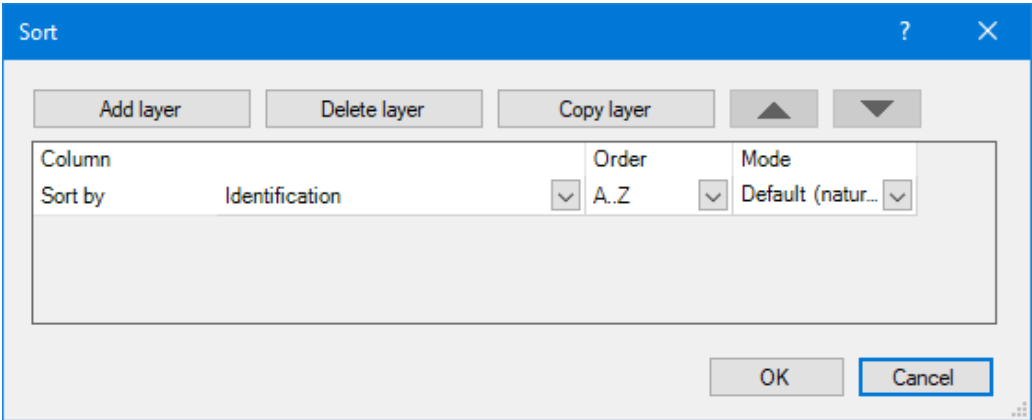 Sort ?
Add layer Delete layer Copy layer
Column Order Mode
Sort by Identification A..Z Default (natur...
OK Cancel